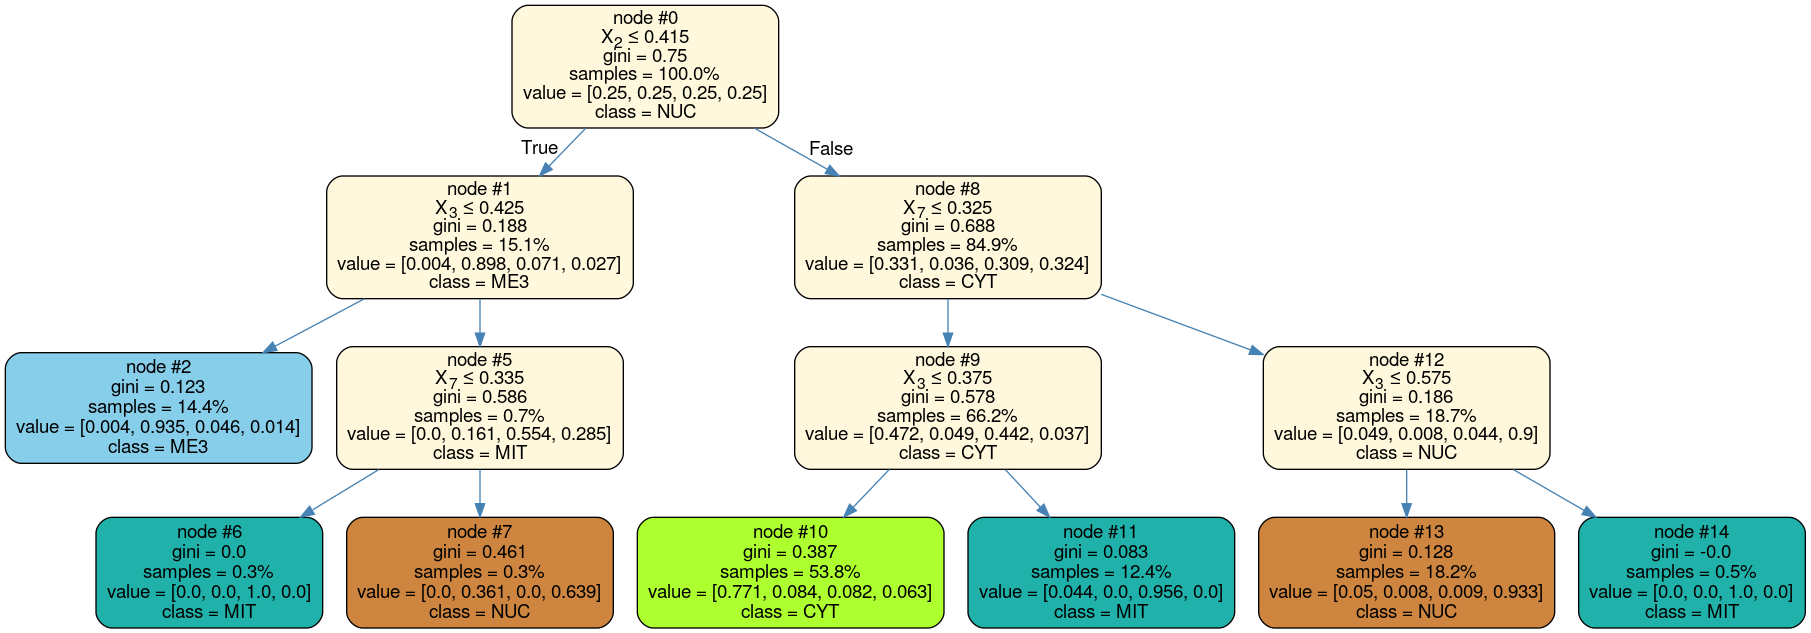 node #0
X2 ≤ 0.415
gini = 0.75
samples = 100.0%
value = [0.25, 0.25, 0.25, 0.25]
class = NUC
True
False
node #1
X3 ≤ 0.425
gini = 0.188
samples = 15.1%
value = [0.004, 0.898, 0.071, 0.027]
class = ME3
node #8
X7 ≤ 0.325
gini = 0.688
samples = 84.9%
value = [0.331, 0.036, 0.309, 0.324]
class = CYT
node #2
gini = 0.123
samples = 14.4%
value = [0.004, 0.935, 0.046, 0.014]
class = ME3
node #5
X7 ≤ 0.335
gini = 0.586
samples = 0.7%
value = [0.0, 0.161, 0.554, 0.285]
class = MIT
node #9
X3 ≤ 0.375
gini = 0.578
samples = 66.2%
value = [0.472, 0.049, 0.442, 0.037]
class = CYT
node #12
X3 ≤ 0.575
gini = 0.186
samples = 18.7%
value = [0.049, 0.008, 0.044, 0.9]
class = NUC
node #6
gini = 0.0
samples = 0.3%
value = [0.0, 0.0, 1.0, 0.0]
class = MIT
node #7
gini = 0.461
samples = 0.3%
value = [0.0, 0.361, 0.0, 0.639]
class = NUC
node #10
gini = 0.387
samples = 53.8%
value = [0.771, 0.084, 0.082, 0.063]
class = CYT
node #11
gini = 0.083
samples = 12.4%
value = [0.044, 0.0, 0.956, 0.0]
class = MIT
node #13
gini = 0.128
samples = 18.2%
value = [0.05, 0.008, 0.009, 0.933]
class = NUC
node #14
gini = -0.0
samples = 0.5%
value = [0.0, 0.0, 1.0, 0.0]
class = MIT